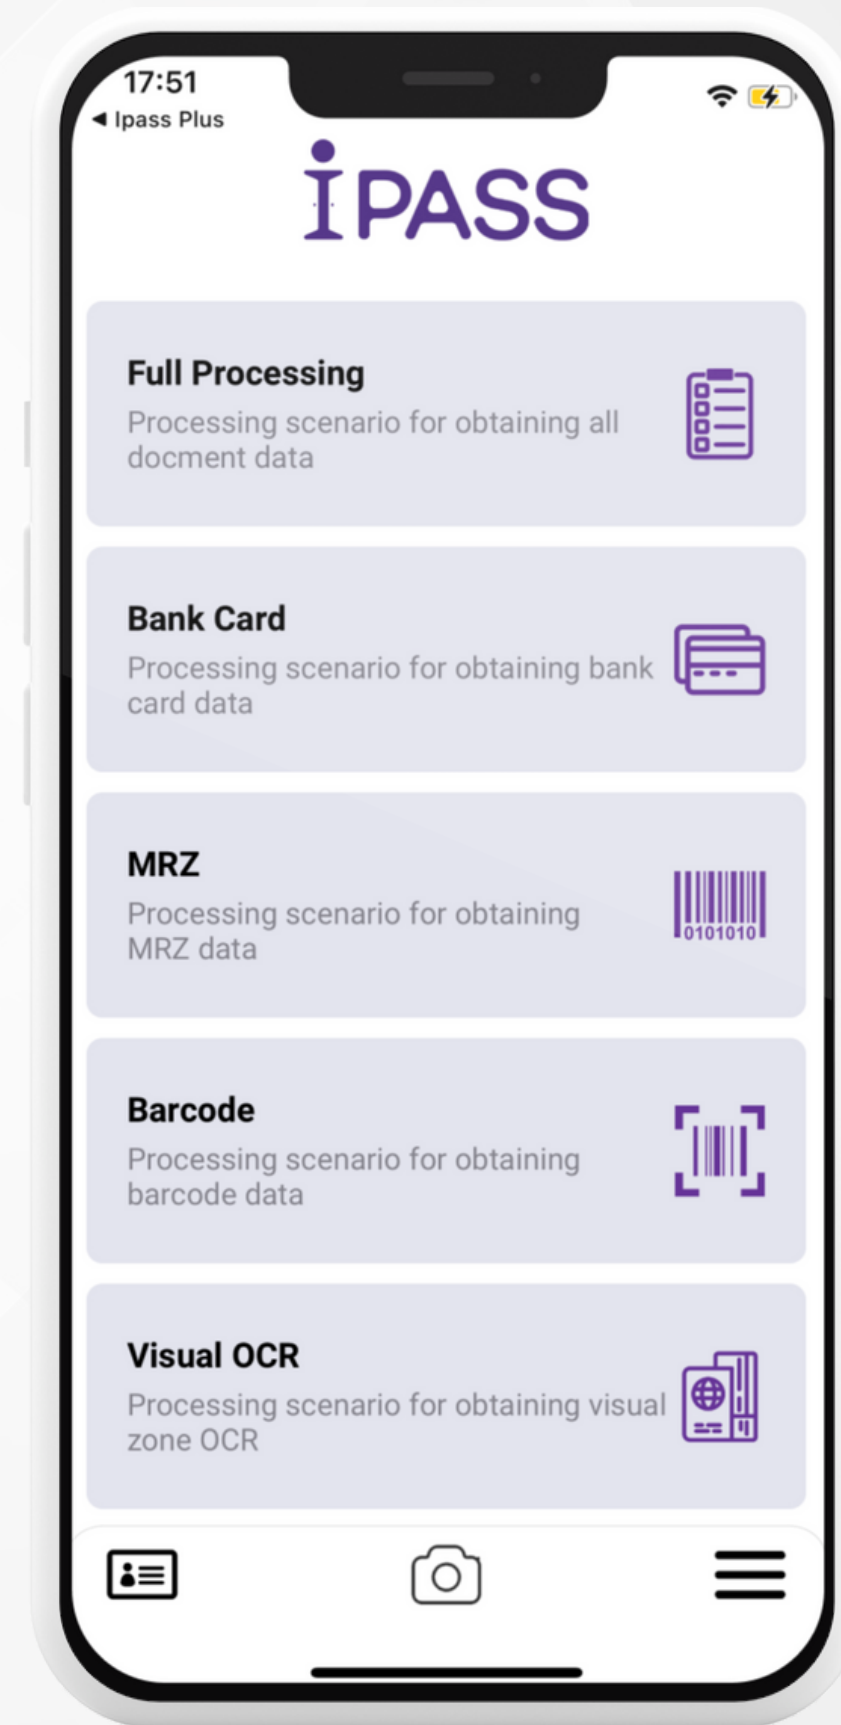 17:51
◀ Ipass Plus
iPASS
Full Processing
Processing scenario for obtaining all
docment data
Bank Card
Processing scenario for obtaining bank
card data
MRZ
Processing scenario for obtaining
MRZ data
0101010
Barcode
Processing scenario for obtaining
barcode data
Visual OCR
Processing scenario for obtaining visual
zone OCR